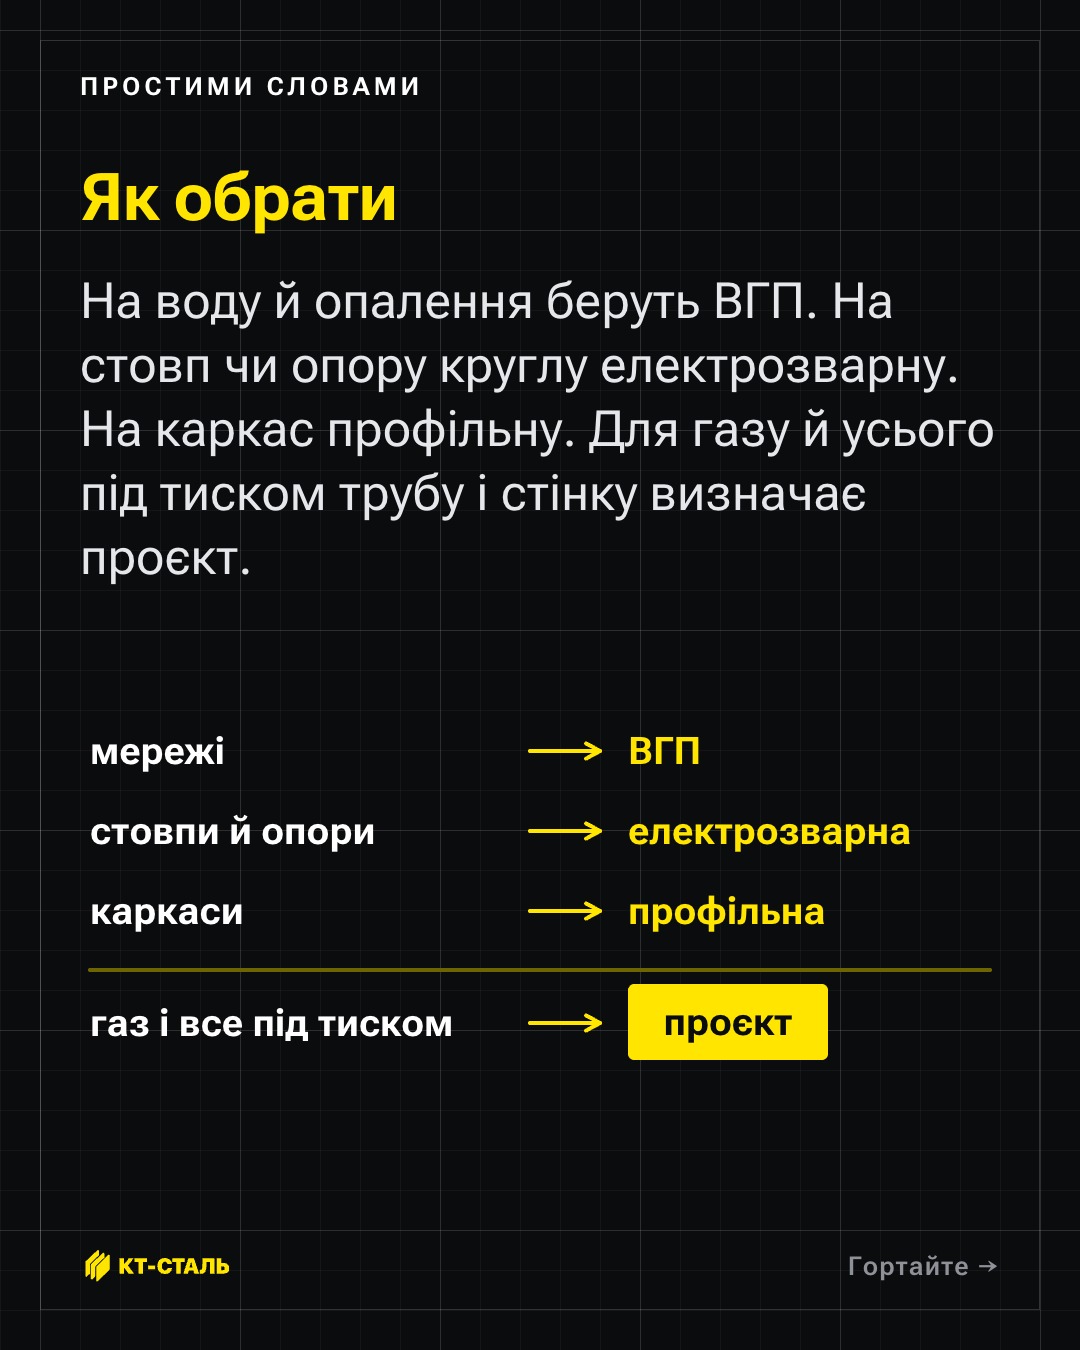 ПРОСТИМИ СЛОВАМИ
Як обрати
На воду й опалення беруть ВГП. На
стовп чи опору круглу електрозварну.
На каркас профільну. Для газу й усього
під тиском трубу і стінку визначає
проєкт.
мережі → ВГП
стовпи й опори → електрозварна
каркаси → профільна
газ і все під тиском → проєкт
КТ-СТАЛЬ
Гортайте →